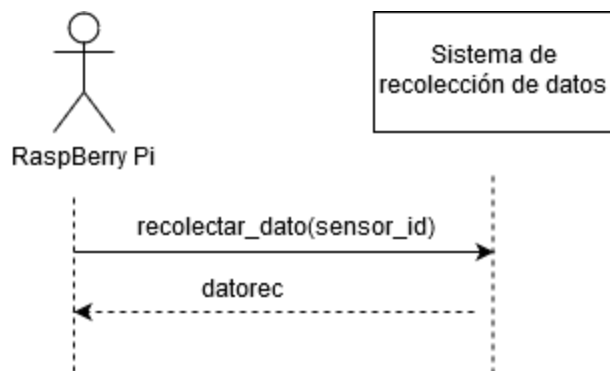 Sistema de
recolección de datos
RaspBerry Pi
recolectar_dato(sensor_id)
datorec